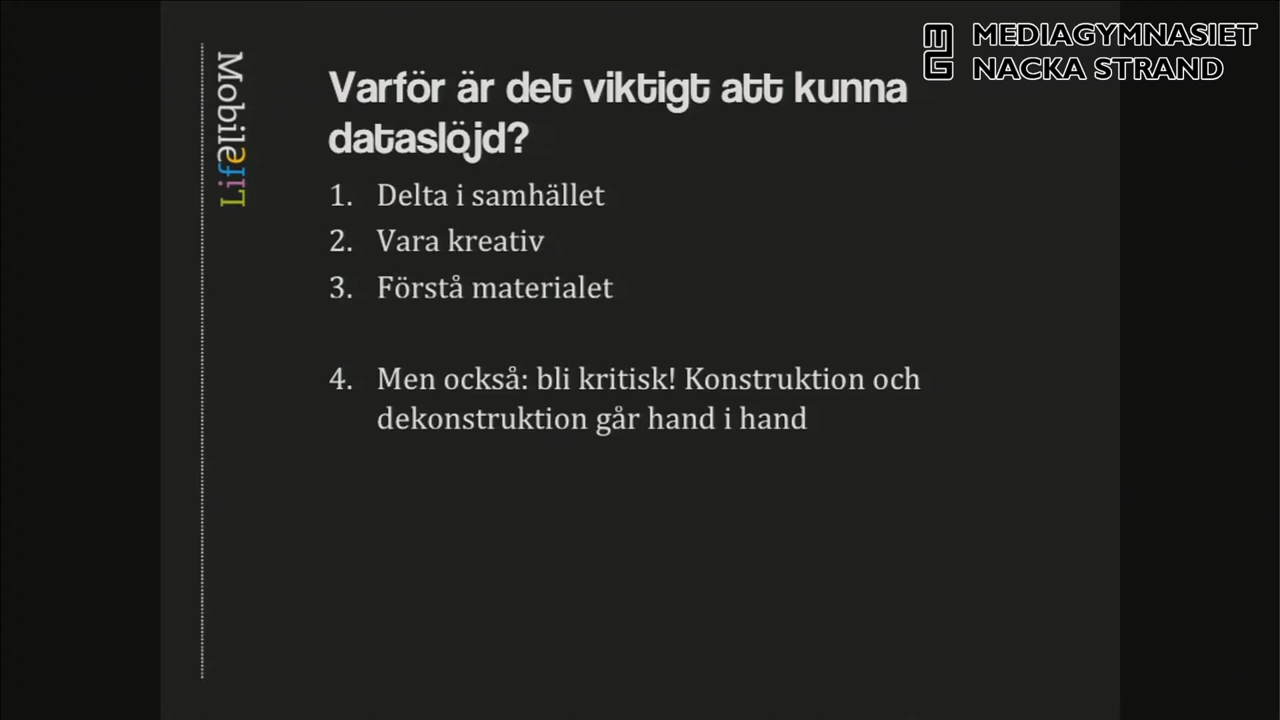 MG MEDIAGYMNASIET
NACKA STRAND
MobileLife
Varför är det viktigt att kunna
dataslöjd?
1. Delta i samhället
2. Vara kreativ
3. Förstå materialet
4. Men också: bli kritisk! Konstruktion och
dekonstruktion går hand i hand